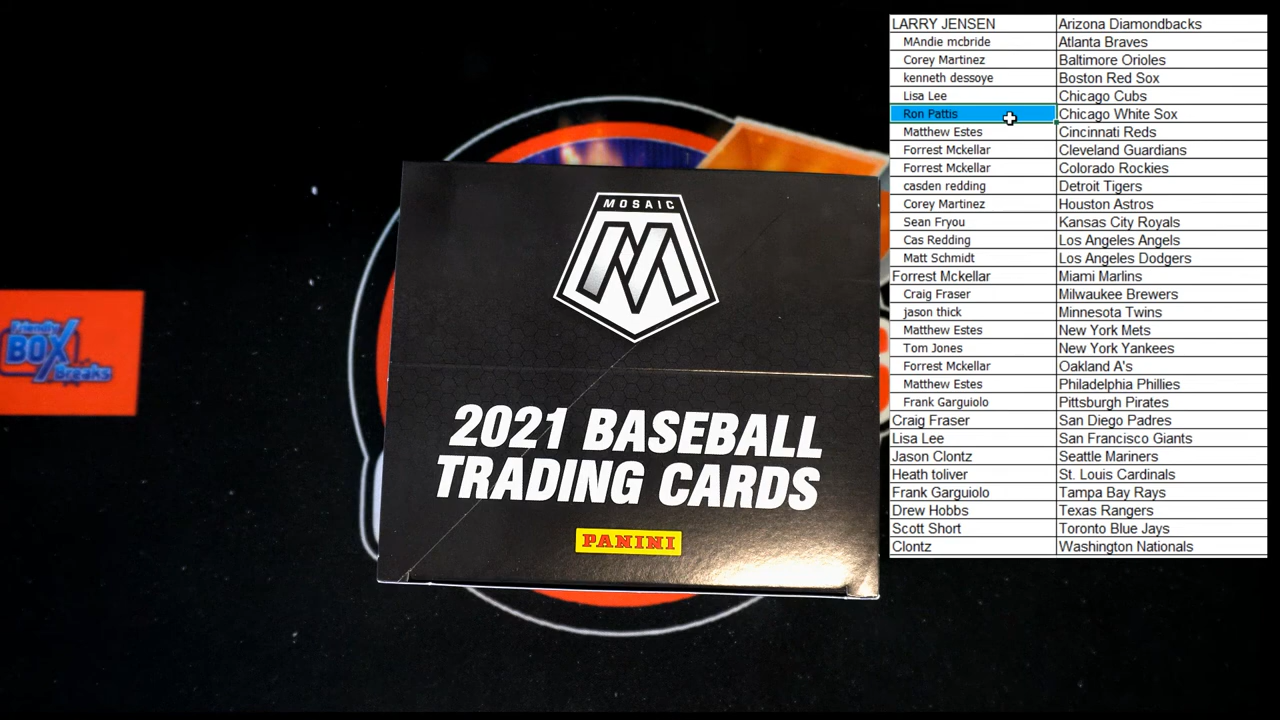 Friendly
BOX
Breaks
MOSAIC
M
2021 BASEBALL
TRADING CARDS
PANINI
LARRY JENSEN Arizona Diamondbacks
MAndie mcbride Atlanta Braves
Corey Martinez Baltimore Orioles
kenneth dessoye Boston Red Sox
Lisa Lee Chicago Cubs
Ron Pattis Chicago White Sox
Matthew Estes Cincinnati Reds
Forrest Mckellar Cleveland Guardians
Forrest Mckellar Colorado Rockies
casden redding Detroit Tigers
Corey Martinez Houston Astros
Sean Fryou Kansas City Royals
Cas Redding Los Angeles Angels
Matt Schmidt Los Angeles Dodgers
Forrest Mckellar Miami Marlins
Craig Fraser Milwaukee Brewers
jason thick Minnesota Twins
Matthew Estes New York Mets
Tom Jones New York Yankees
Forrest Mckellar Oakland A's
Matthew Estes Philadelphia Phillies
Frank Garguiolo Pittsburgh Pirates
Craig Fraser San Diego Padres
Lisa Lee San Francisco Giants
Jason Clontz Seattle Mariners
Heath toliver St. Louis Cardinals
Frank Garguiolo Tampa Bay Rays
Drew Hobbs Texas Rangers
Scott Short Toronto Blue Jays
Clontz Washington Nationals